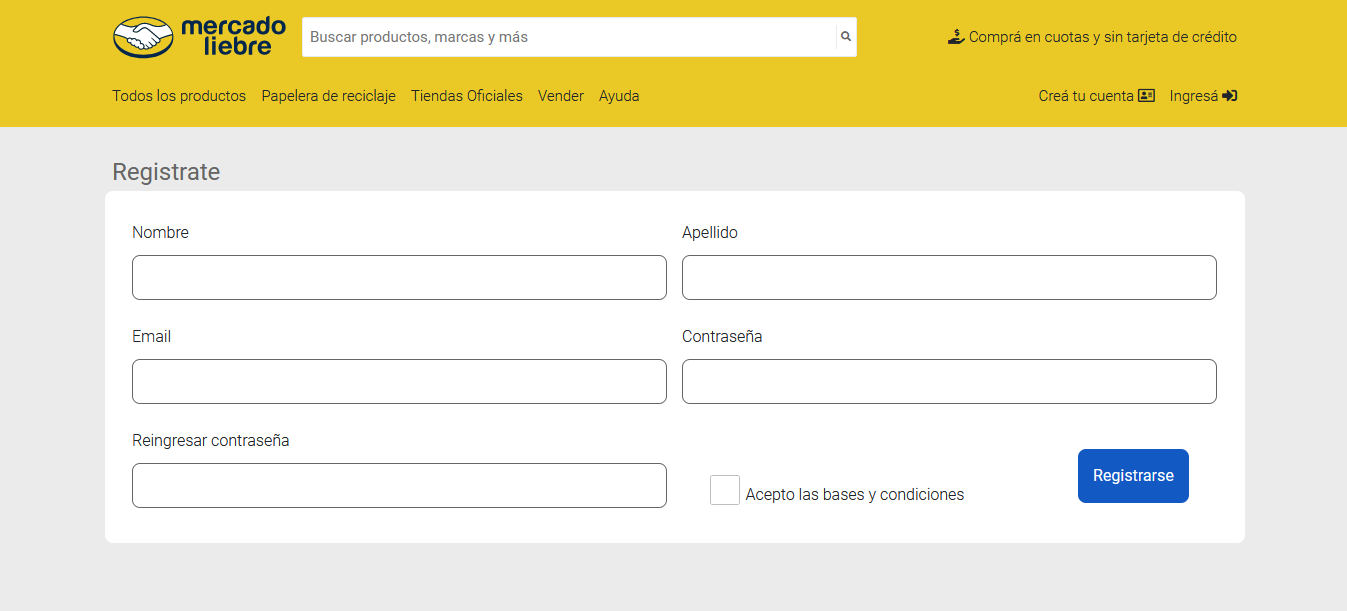 mercado
liebre
Buscar productos, marcas y más
Comprá en cuotas y sin tarjeta de crédito
Todos los productos Papelera de reciclaje Tiendas Oficiales Vender Ayuda
Creá tu cuenta Ingresá
Registrate
Nombre
Apellido
Email
Contraseña
Reingresar contraseña
Acepto las bases y condiciones
Registrarse